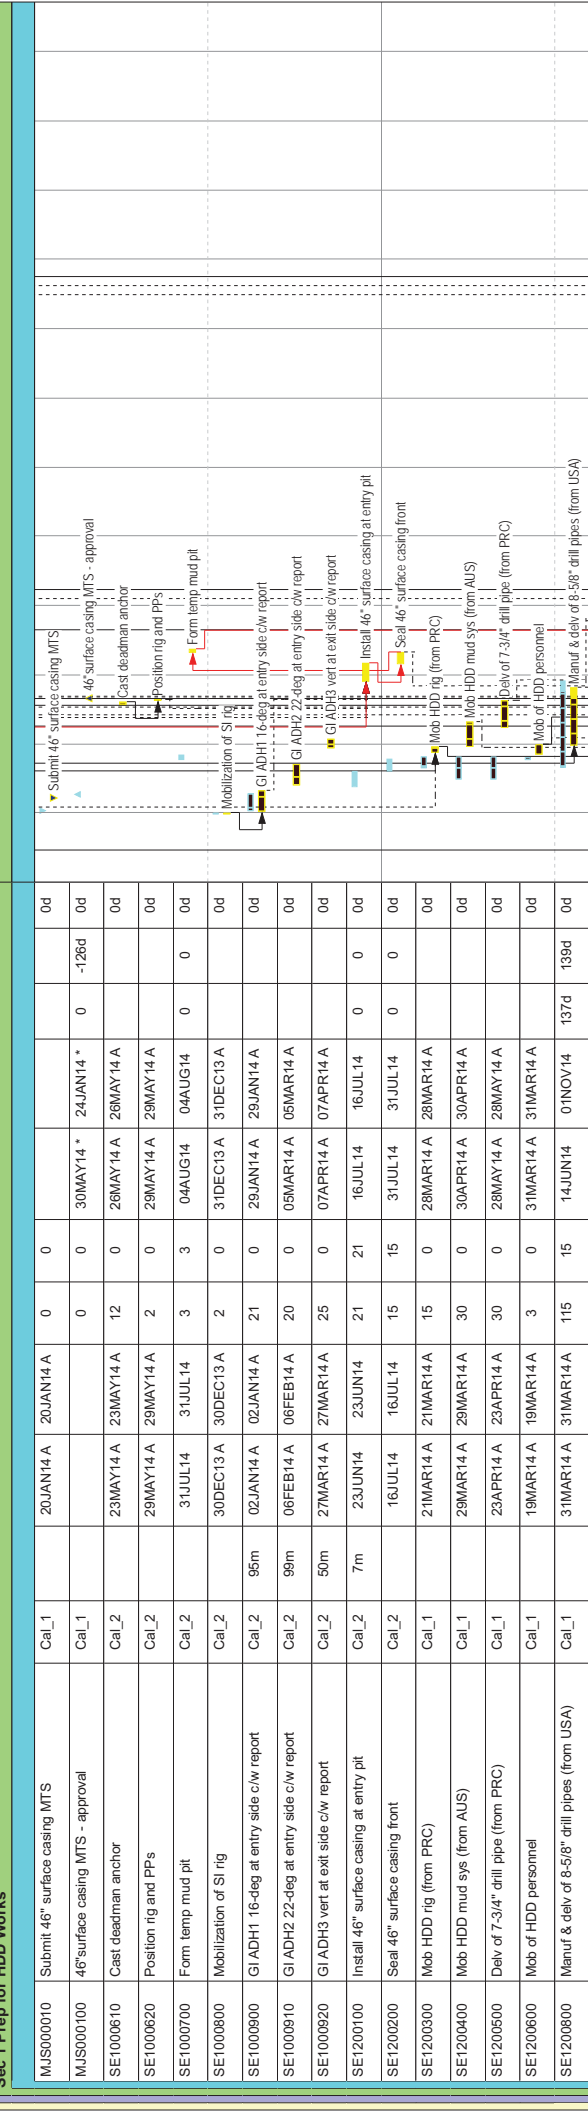 Sec 1 Prep for HDD Works
MJS000010 Submit 46" surface casing MTS Cal_1 20JAN14 A 20JAN14 A 0 0 0d
MJS000100 46"surface casing MTS - approval Cal_1 0 0 30MAY14 * 24JAN14 * 0 -126d 0d
SE1000610 Cast deadman anchor Cal_2 23MAY14 A 23MAY14 A 12 0 26MAY14 A 26MAY14 A 0d
SE1000620 Position rig and PPs Cal_2 29MAY14 A 29MAY14 A 2 0 29MAY14 A 29MAY14 A 0d
SE1000700 Form temp mud pit Cal_2 31JUL14 31JUL14 3 3 04AUG14 04AUG14 0 0 0d
SE1000800 Mobilization of SI rig Cal_2 30DEC13 A 30DEC13 A 2 0 31DEC13 A 31DEC13 A 0d
SE1000900 GI ADH1 16-deg at entry side c/w report Cal_2 95m 02JAN14 A 02JAN14 A 21 0 29JAN14 A 29JAN14 A 0d
SE1000910 GI ADH2 22-deg at entry side c/w report Cal_2 99m 06FEB14 A 06FEB14 A 20 0 05MAR14 A 05MAR14 A 0d
SE1000920 GI ADH3 vert at exit side c/w report Cal_2 50m 27MAR14 A 27MAR14 A 25 0 07APR14 A 07APR14 A 0d
SE1200100 Install 46" surface casing at entry pit Cal_2 7m 23JUN14 23JUN14 21 21 16JUL14 16JUL14 0 0 0d
SE1200200 Seal 46" surface casing front Cal_2 16JUL14 16JUL14 15 15 31JUL14 31JUL14 0 0 0d
SE1200300 Mob HDD rig (from PRC) Cal_1 21MAR14 A 21MAR14 A 15 0 28MAR14 A 28MAR14 A 0d
SE1200400 Mob HDD mud sys (from AUS) Cal_1 29MAR14 A 29MAR14 A 30 0 30APR14 A 30APR14 A 0d
SE1200500 Delv of 7-3/4" drill pipe (from PRC) Cal_1 23APR14 A 23APR14 A 30 0 28MAY14 A 28MAY14 A 0d
SE1200600 Mob of HDD personnel Cal_1 19MAR14 A 19MAR14 A 3 0 31MAR14 A 31MAR14 A 0d
SE1200800 Manuf & delv of 8-5/8" drill pipes (from USA) Cal_1 31MAR14 A 31MAR14 A 115 15 14JUN14 01NOV14 137d 139d 0d
Submit 46" surface casing MTS
46"surface casing MTS - approval
Cast deadman anchor
Position rig and PPs
Form temp mud pit
Mobilization of SI rig
GI ADH1 16-deg at entry side c/w report
GI ADH2 22-deg at entry side c/w report
GI ADH3 vert at exit side c/w report
Install 46" surface casing at entry pit
Seal 46" surface casing front
Mob HDD rig (from PRC)
Mob HDD mud sys (from AUS)
Delv of 7-3/4" drill pipe (from PRC)
Mob of HDD personnel
Manuf & delv of 8-5/8" drill pipes (from USA)